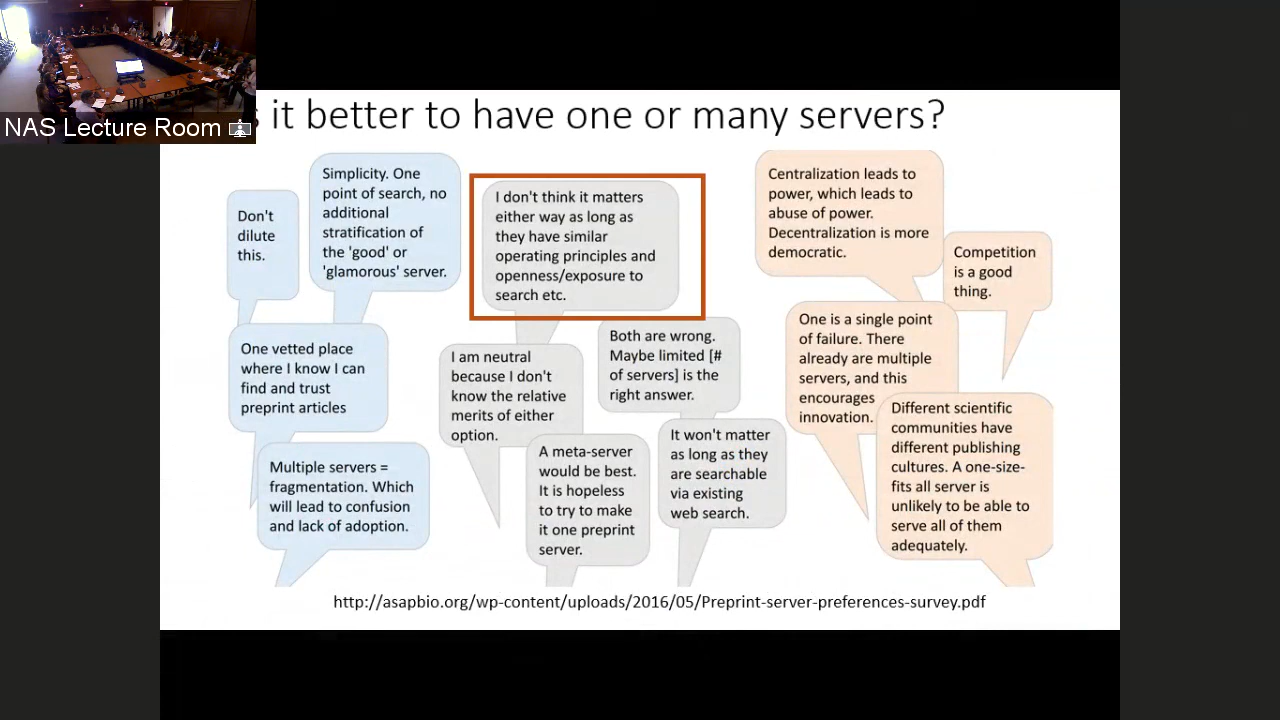 NAS Lecture Room
s it better to have one or many servers?
Don't
dilute
this.
Simplicity. One
point of search, no
additional
stratification of
the 'good' or
'glamorous' server.
One vetted place
where I know I can
find and trust
preprint articles
Multiple servers =
fragmentation. Which
will lead to confusion
and lack of adoption.
I don't think it matters
either way as long as
they have similar
operating principles and
openness/exposure to
search etc.
I am neutral
because I don't
know the relative
merits of either
option.
Both are wrong.
Maybe limited [#
of servers] is the
right answer.
A meta-server
would be best.
It is hopeless
to try to make
it one preprint
server.
It won't matter
as long as they
are searchable
via existing
web search.
Centralization leads to
power, which leads to
abuse of power.
Decentralization is more
democratic.
Competition
is a good
thing.
One is a single point
of failure. There
already are multiple
servers, and this
encourages
innovation.
Different scientific
communities have
different publishing
cultures. A one-size-
fits all server is
unlikely to be able to
serve all of them
adequately.
http://asapbio.org/wp-content/uploads/2016/05/Preprint-server-preferences-survey.pdf